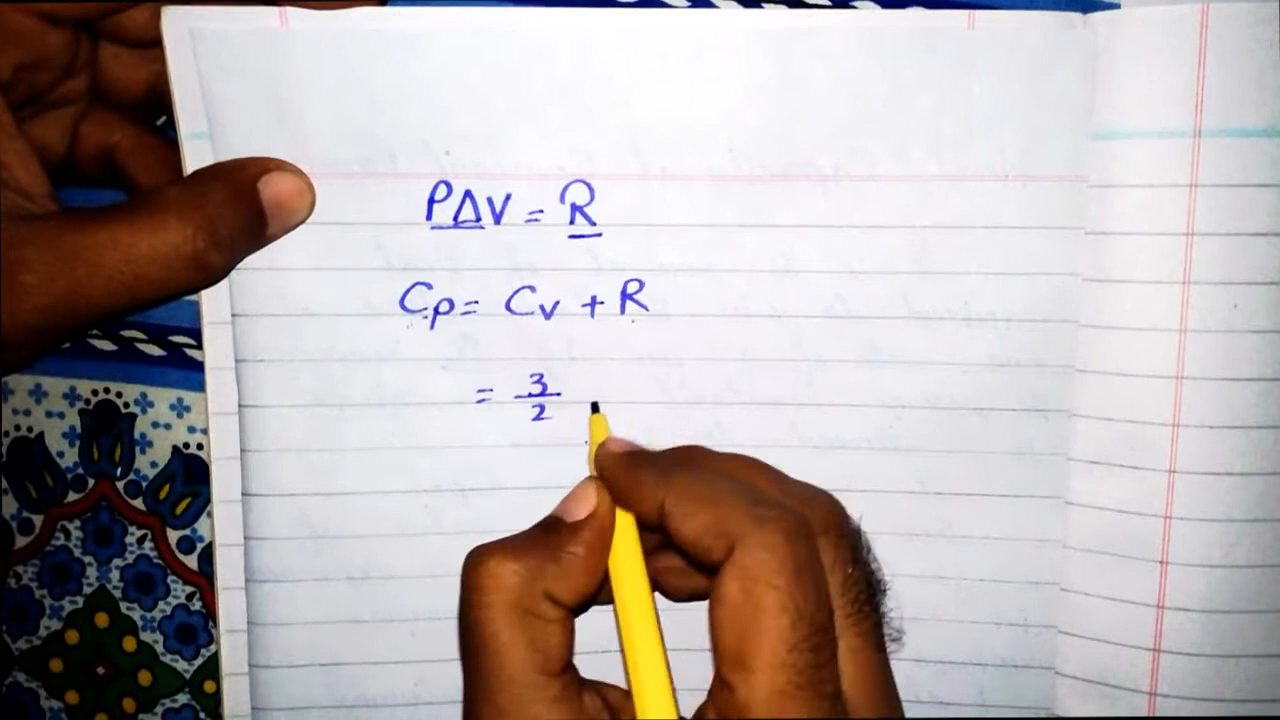 PΔV = R
Cp = Cv + R
= 3/2